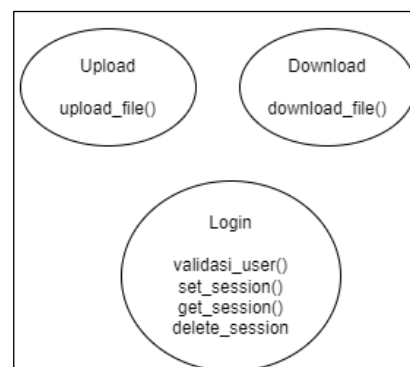 Upload
upload_file()
Download
download_file()
Login
validasi_user()
set_session()
get_session()
delete_session